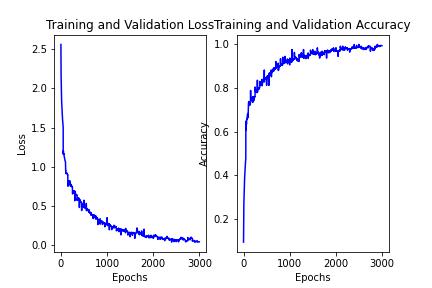 Training and Validation Loss
Loss
2.5
2.0
1.5
1.0
0.5
0.0
0 1000 2000 3000
Epochs
Training and Validation Accuracy
Accuracy
1.0
0.8
0.6
0.4
0.2
0 1000 2000 3000
Epochs